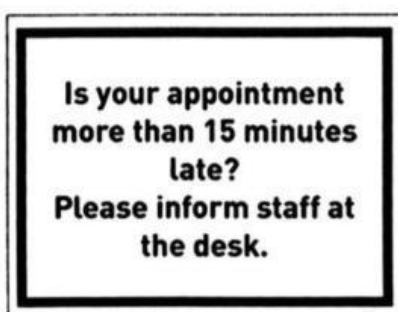 Is your appointment
more than 15 minutes
late?
Please inform staff at
the desk.